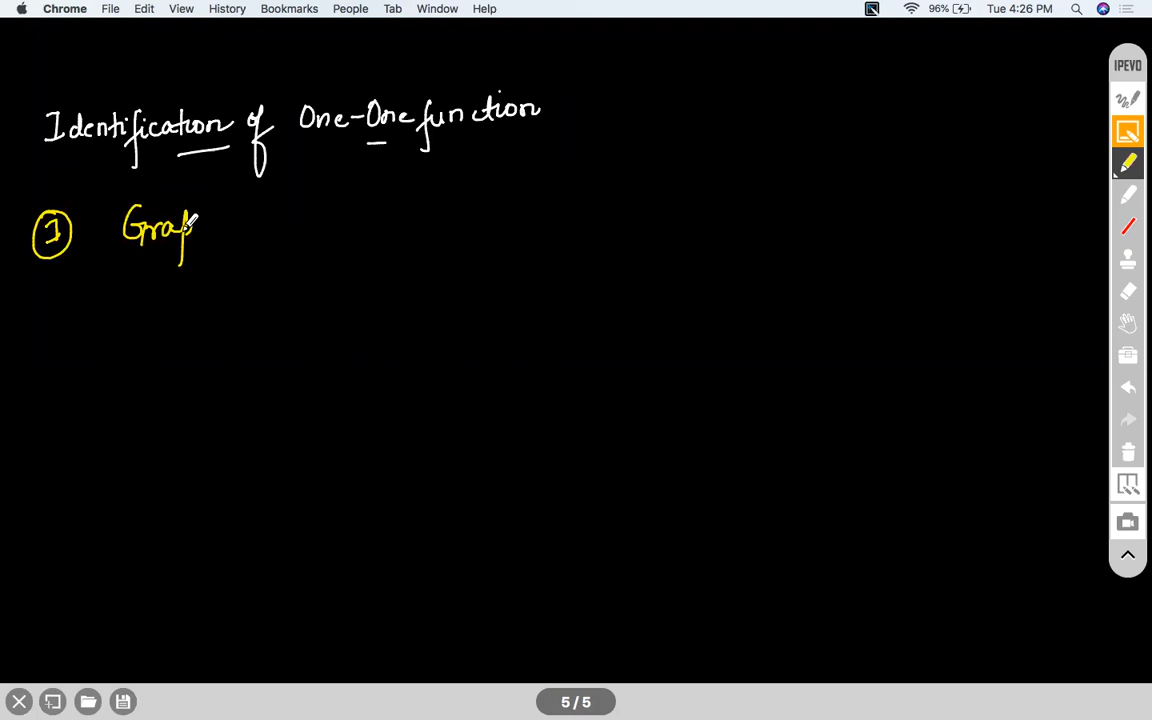 Chrome File Edit View History Bookmarks People Tab Window Help 96% Tue 4:26 PM
IPEVO
Identification of One-One function
① Grap
5 / 5